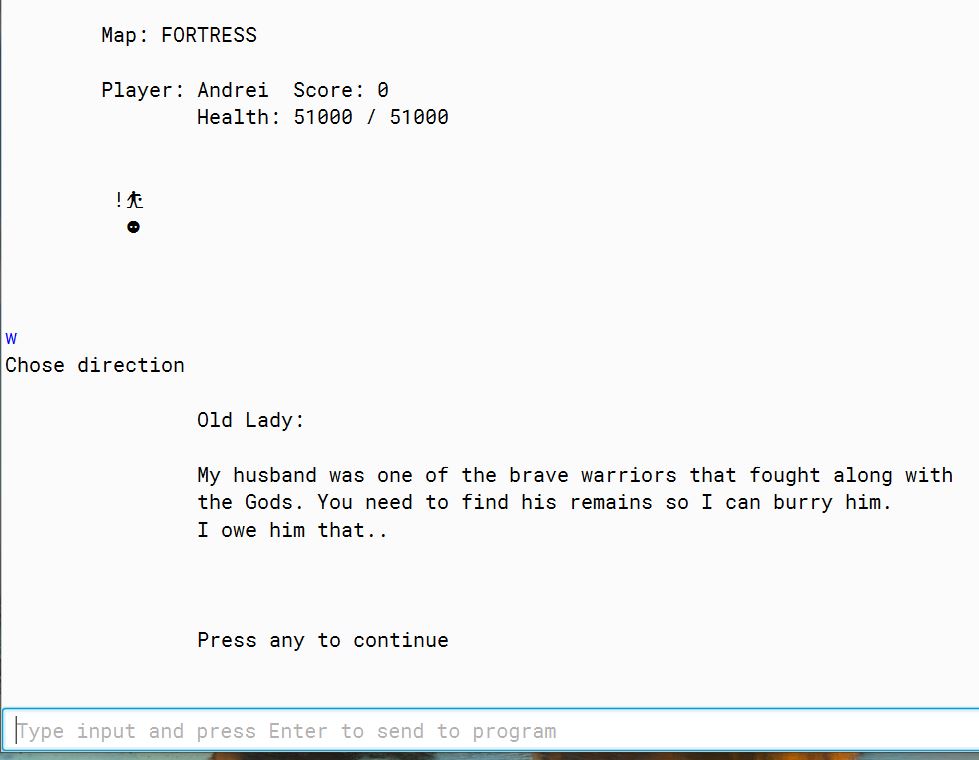 Map: FORTRESS
Player: Andrei Score: 0
Health: 51000 / 51000
!
w
Chose direction
Old Lady:
My husband was one of the brave warriors that fought along with
the Gods. You need to find his remains so I can burry him.
I owe him that..
Press any to continue
Type input and press Enter to send to program